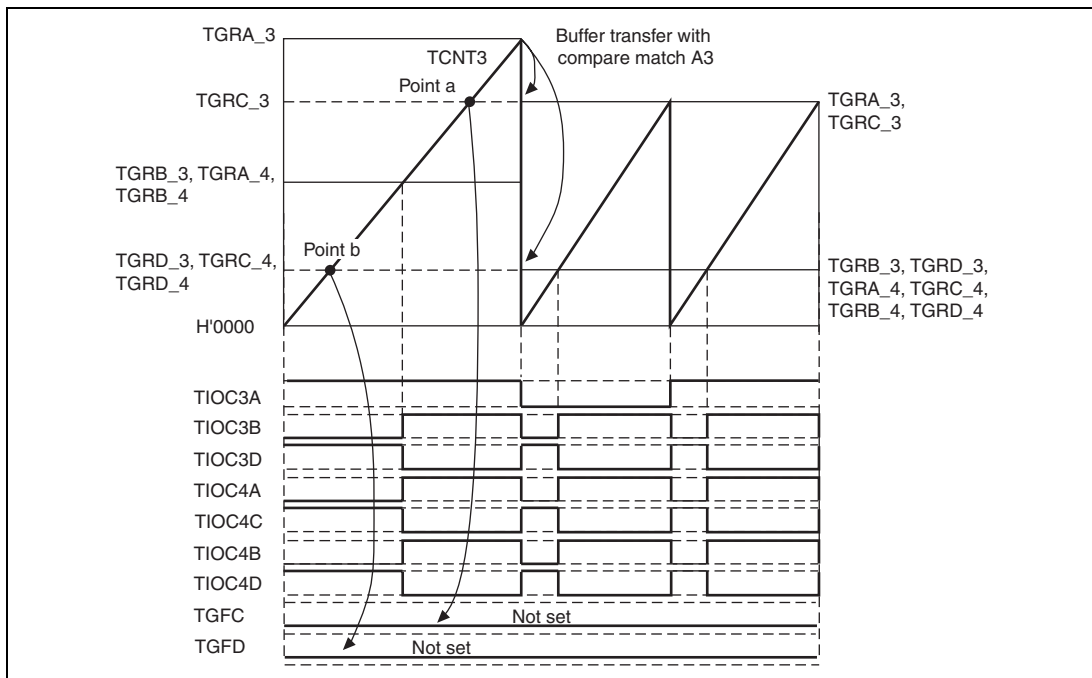 TGRA_3
TCNT3
Buffer transfer with
compare match A3
Point a
TGRC_3
TGRA_3,
TGRC_3
TGRB_3, TGRA_4,
TGRB_4
Point b
TGRD_3, TGRC_4,
TGRD_4
TGRB_3, TGRD_3,
TGRA_4, TGRC_4,
TGRB_4, TGRD_4
H'0000
TIOC3A
TIOC3B
TIOC3D
TIOC4A
TIOC4C
TIOC4B
TIOC4D
TGFC
Not set
TGFD
Not set